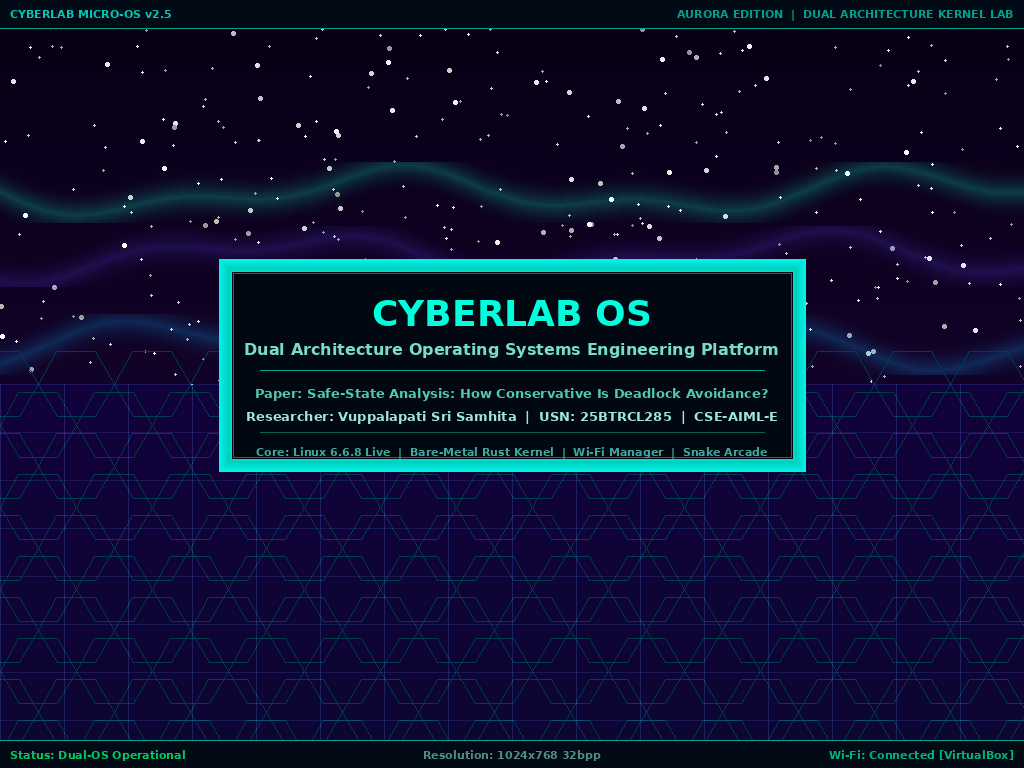 CYBERLAB MICRO-OS v2.5
AURORA EDITION | DUAL ARCHITECTURE KERNEL LAB
CYBERLAB OS
Dual Architecture Operating Systems Engineering Platform
Paper: Safe-State Analysis: How Conservative Is Deadlock Avoidance?
Researcher: Vuppalapati Sri Samhita | USN: 25BTRCL285 | CSE-AIML-E
Core: Linux 6.6.8 Live | Bare-Metal Rust Kernel | Wi-Fi Manager | Snake Arcade
Status: Dual-OS Operational
Resolution: 1024x768 32bpp
Wi-Fi: Connected [VirtualBox]